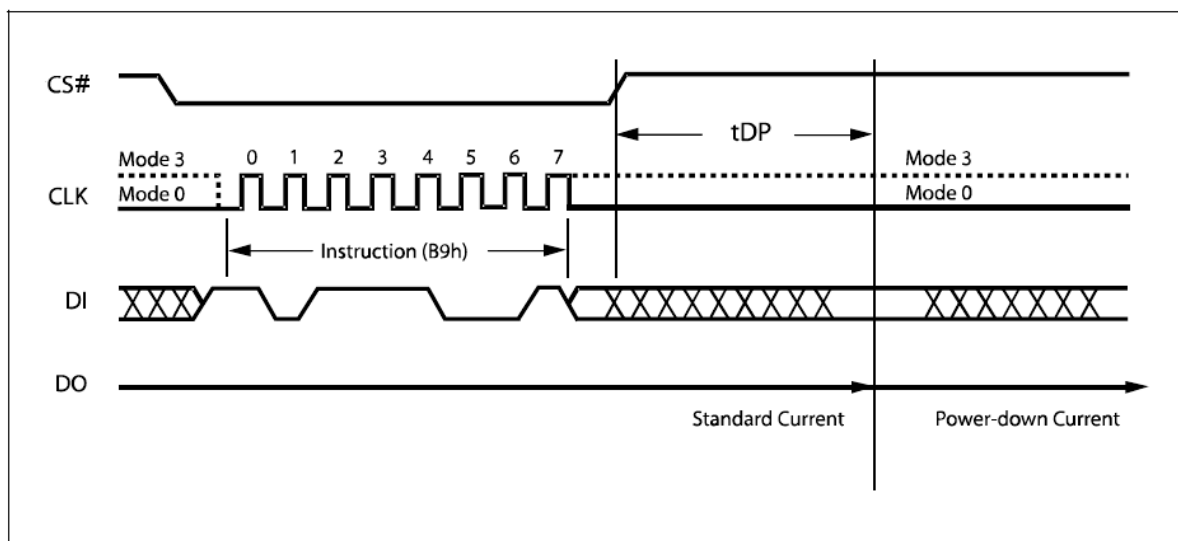 CS#
tDP
Mode 3 0 1 2 3 4 5 6 7 Mode 3
CLK Mode 0 Mode 0
Instruction (B9h)
DI
DO
Standard Current Power-down Current